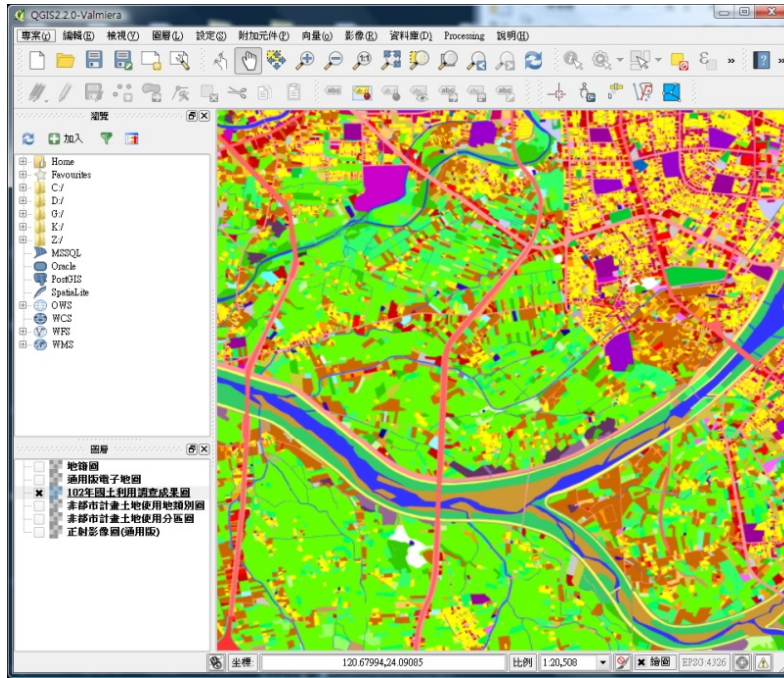 QGIS2.2.0-Valmiera
專案(j) 編輯(E) 檢視(V) 圖層(L) 設定(S) 附加元件(P) 向量(o) 影像(R) 資料庫(D) Processing 說明(H)
瀏覽
加入
Home
Favourites
C:/
D:/
G:/
K:/
Z:/
MSSQL
Oracle
PostGIS
SpatiaLite
OWS
WCS
WFS
WMS
圖層
地籍圖
通用版電子地圖
102年國土利用調查成果圖
非都市計畫土地使用地類別圖
非都市計畫土地使用分區圖
正射影像圖(通用版)
坐標: 120.67994,24.09085 比例 1:20,508 繪圖 EPSG:4326